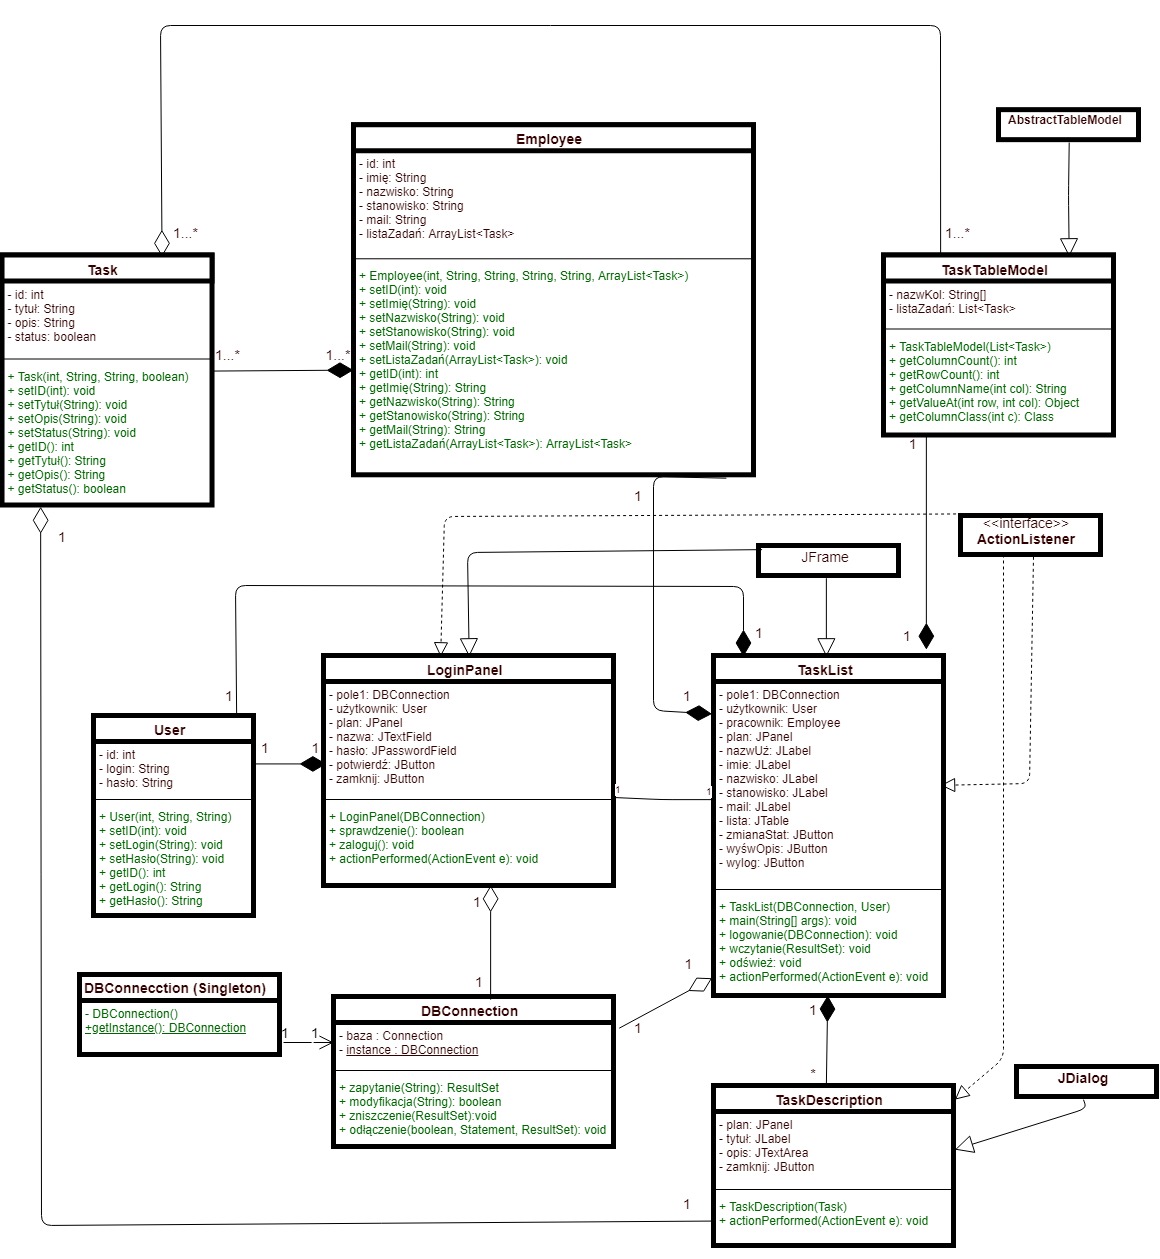 AbstractTableModel
Employee
- id: int
- imię: String
- nazwisko: String
- stanowisko: String
- mail: String
- listaZadań: ArrayList<Task>
+ Employee(int, String, String, String, String, ArrayList<Task>)
+ setID(int): void
+ setImię(String): void
+ setNazwisko(String): void
+ setStanowisko(String): void
+ setMail(String): void
+ setListaZadań(ArrayList<Task>): void
+ getID(int): int
+ getImię(String): String
+ getNazwisko(String): String
+ getStanowisko(String): String
+ getMail(String): String
+ getListaZadań(ArrayList<Task>): ArrayList<Task>
1...*
1...*
Task
- id: int
- tytuł: String
- opis: String
- status: boolean
+ Task(int, String, String, boolean)
+ setID(int): void
+ setTytuł(String): void
+ setOpis(String): void
+ setStatus(String): void
+ getID(): int
+ getTytuł(): String
+ getOpis(): String
+ getStatus(): boolean
1...*
1...*
TaskTableModel
- nazwKol: String[]
- listaZadań: List<Task>
+ TaskTableModel(List<Task>)
+ getColumnCount(): int
+ getRowCount(): int
+ getColumnName(int col): String
+ getValueAt(int row, int col): Object
+ getColumnClass(int c): Class
1
1
1
<<interface>>
ActionListener
JFrame
1
1
1
1
LoginPanel
- pole1: DBConnection
- użytkownik: User
- plan: JPanel
- nazwa: JTextField
- hasło: JPasswordField
- potwierdź: JButton
- zamknij: JButton
+ LoginPanel(DBConnection)
+ sprawdzenie(): boolean
+ zaloguj(): void
+ actionPerformed(ActionEvent e): void
TaskList
- pole1: DBConnection
- użytkownik: User
- pracownik: Employee
- plan: JPanel
- nazwUż: JLabel
- imie: JLabel
- nazwisko: JLabel
- stanowisko: JLabel
- mail: JLabel
- lista: JTable
- zmianaStat: JButton
- wyśwOpis: JButton
- wylog: JButton
+ TaskList(DBConnection, User)
+ main(String[] args): void
+ logowanie(DBConnection): void
+ wczytanie(ResultSet): void
+ odśwież: void
+ actionPerformed(ActionEvent e): void
User
- id: int
- login: String
- hasło: String
+ User(int, String, String)
+ setID(int): void
+ setLogin(String): void
+ setHasło(String): void
+ getID(): int
+ getLogin(): String
+ getHasło(): String
1
1
1
1
1
1
1
1
DBConnecction (Singleton)
- DBConnection()
+getInstance(): DBConnection
1
1
DBConnection
- baza : Connection
- instance : DBConnection
+ zapytanie(String): ResultSet
+ modyfikacja(String): boolean
+ zniszczenie(ResultSet):void
+ odłączenie(boolean, Statement, ResultSet): void
1
*
JDialog
TaskDescription
- plan: JPanel
- tytuł: JLabel
- opis: JTextArea
- zamknij: JButton
+ TaskDescription(Task)
+ actionPerformed(ActionEvent e): void
1